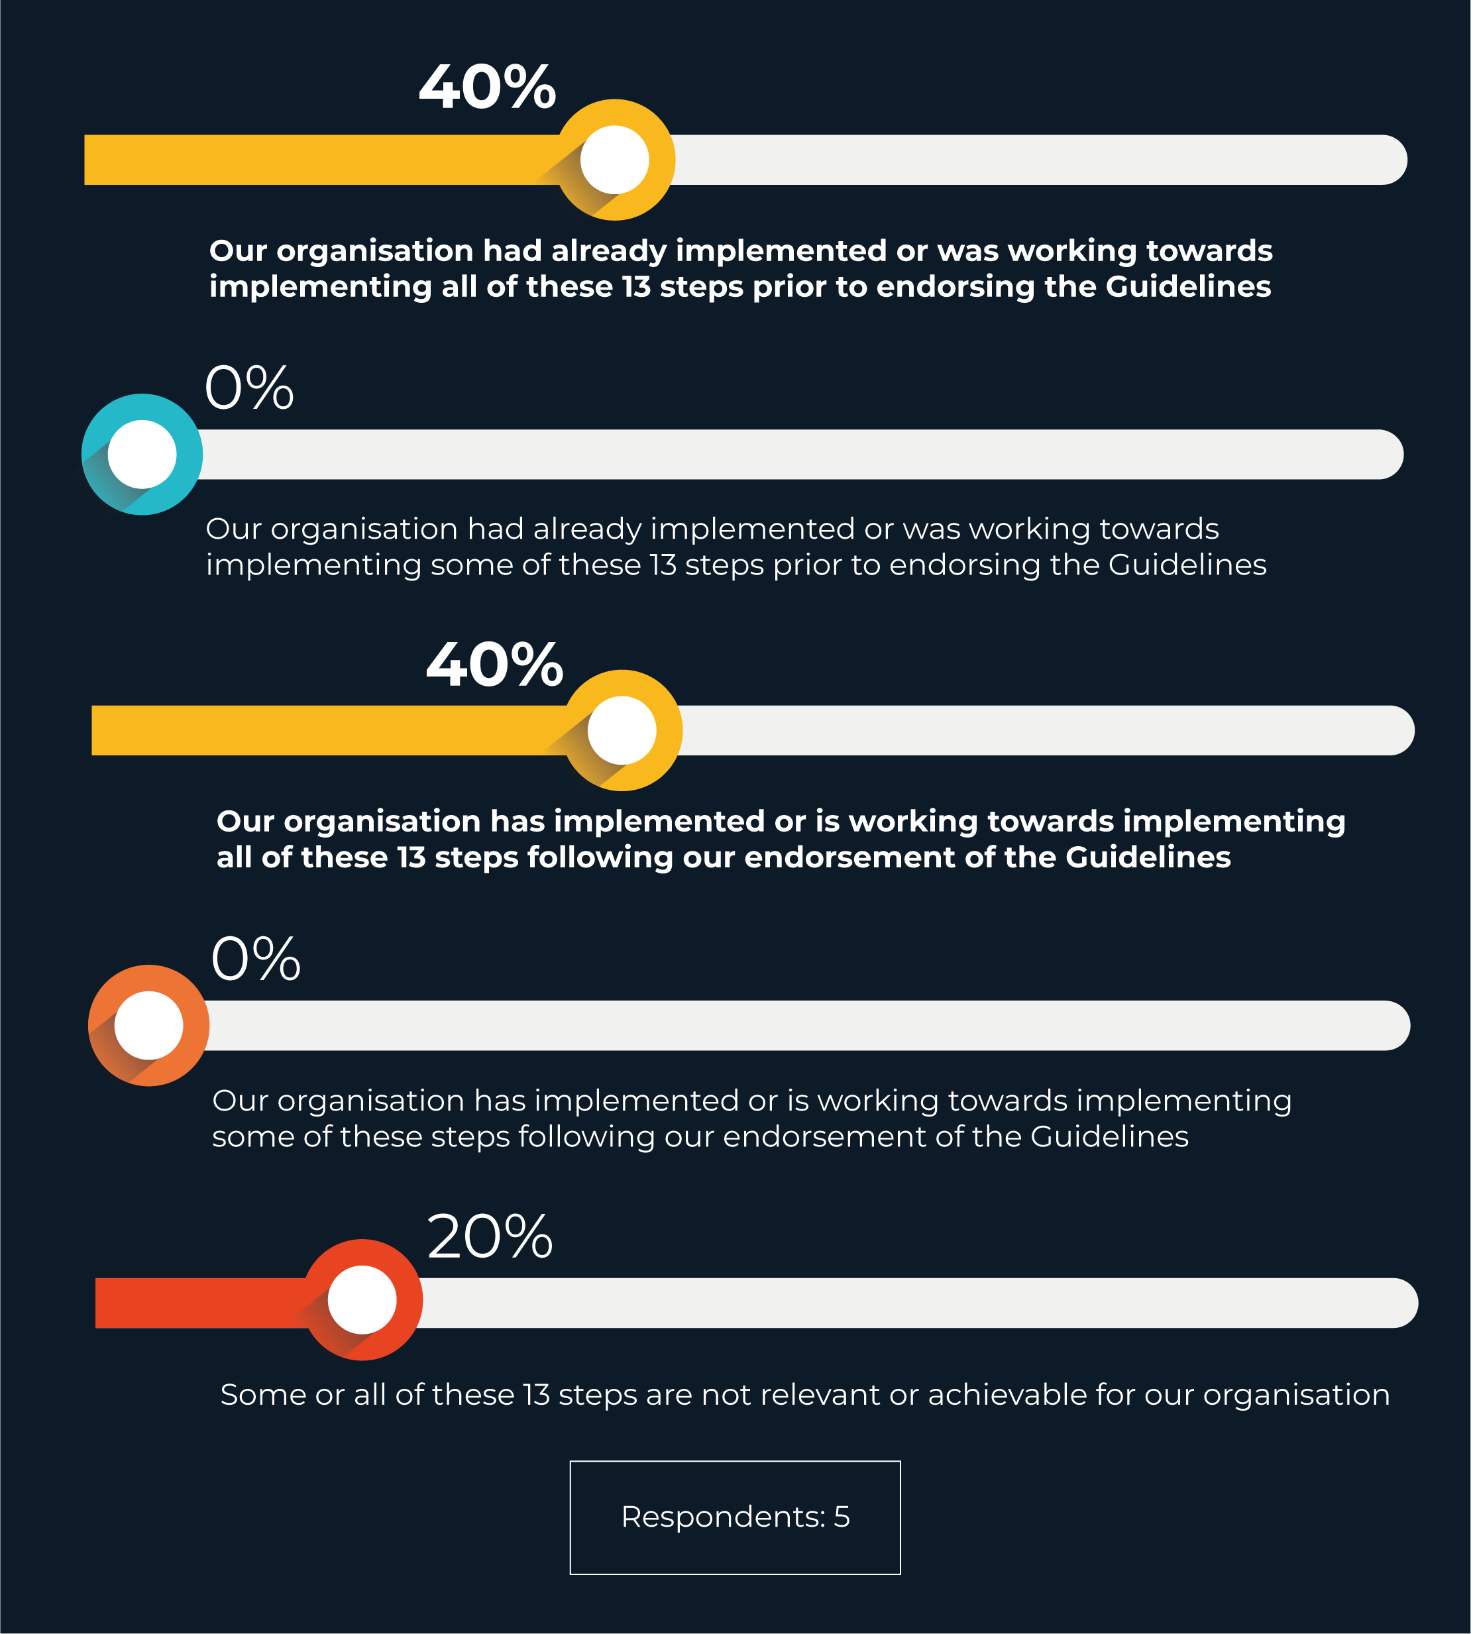 40%
Our organisation had already implemented or was working towards
implementing all of these 13 steps prior to endorsing the Guidelines
0%
Our organisation had already implemented or was working towards
implementing some of these 13 steps prior to endorsing the Guidelines
40%
Our organisation has implemented or is working towards implementing
all of these 13 steps following our endorsement of the Guidelines
0%
Our organisation has implemented or is working towards implementing
some of these steps following our endorsement of the Guidelines
20%
Some or all of these 13 steps are not relevant or achievable for our organisation
Respondents: 5